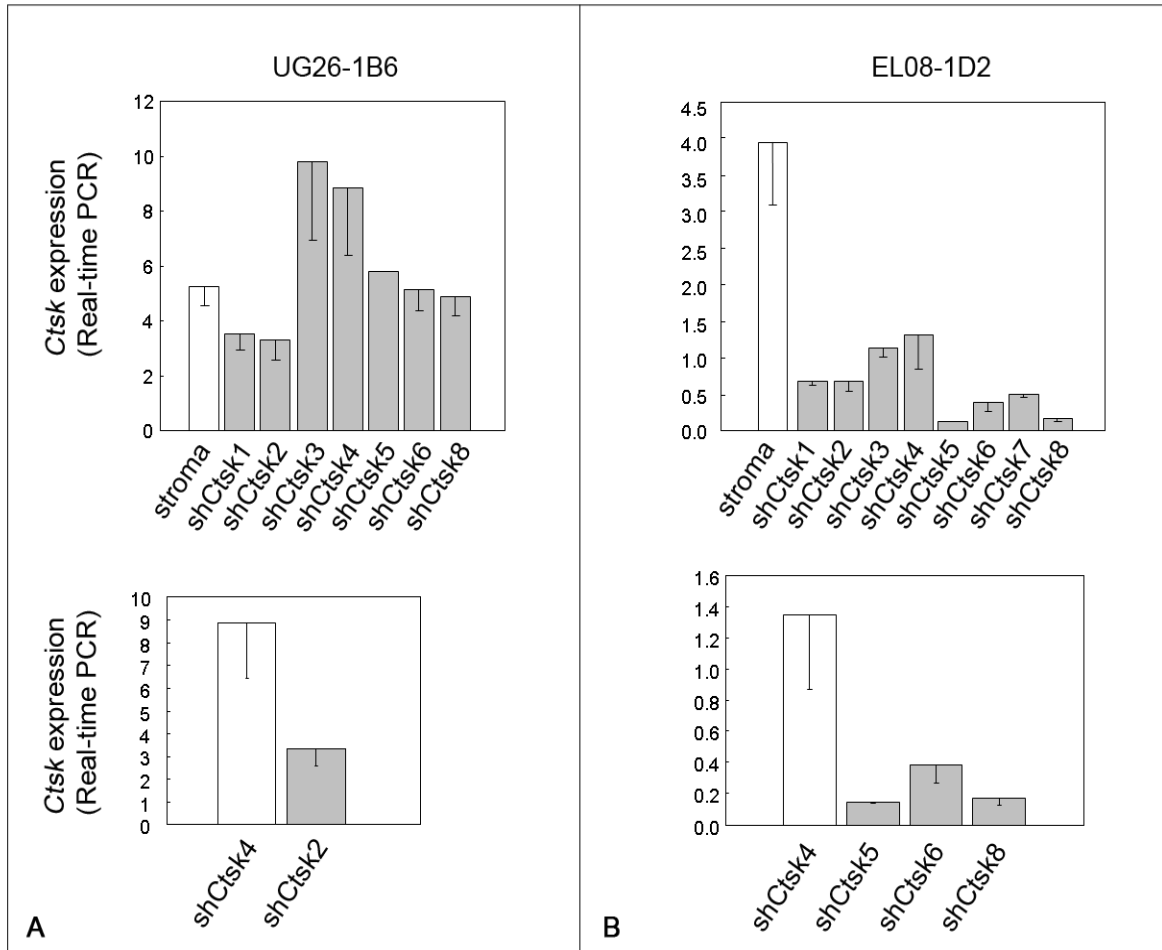 UG26-1B6
Ctsk expression
(Real-time PCR)
12
10
8
6
4
2
0
stroma
shCtsk1
shCtsk2
shCtsk3
shCtsk4
shCtsk5
shCtsk6
shCtsk8
Ctsk expression
(Real-time PCR)
10
9
8
7
6
5
4
3
2
1
0
shCtsk4
shCtsk2
A
EL08-1D2
4.5
4.0
3.5
3.0
2.5
2.0
1.5
1.0
0.5
0.0
stroma
shCtsk1
shCtsk2
shCtsk3
shCtsk4
shCtsk5
shCtsk6
shCtsk7
shCtsk8
1.6
1.4
1.2
1.0
0.8
0.6
0.4
0.2
0.0
shCtsk4
shCtsk5
shCtsk6
shCtsk8
B